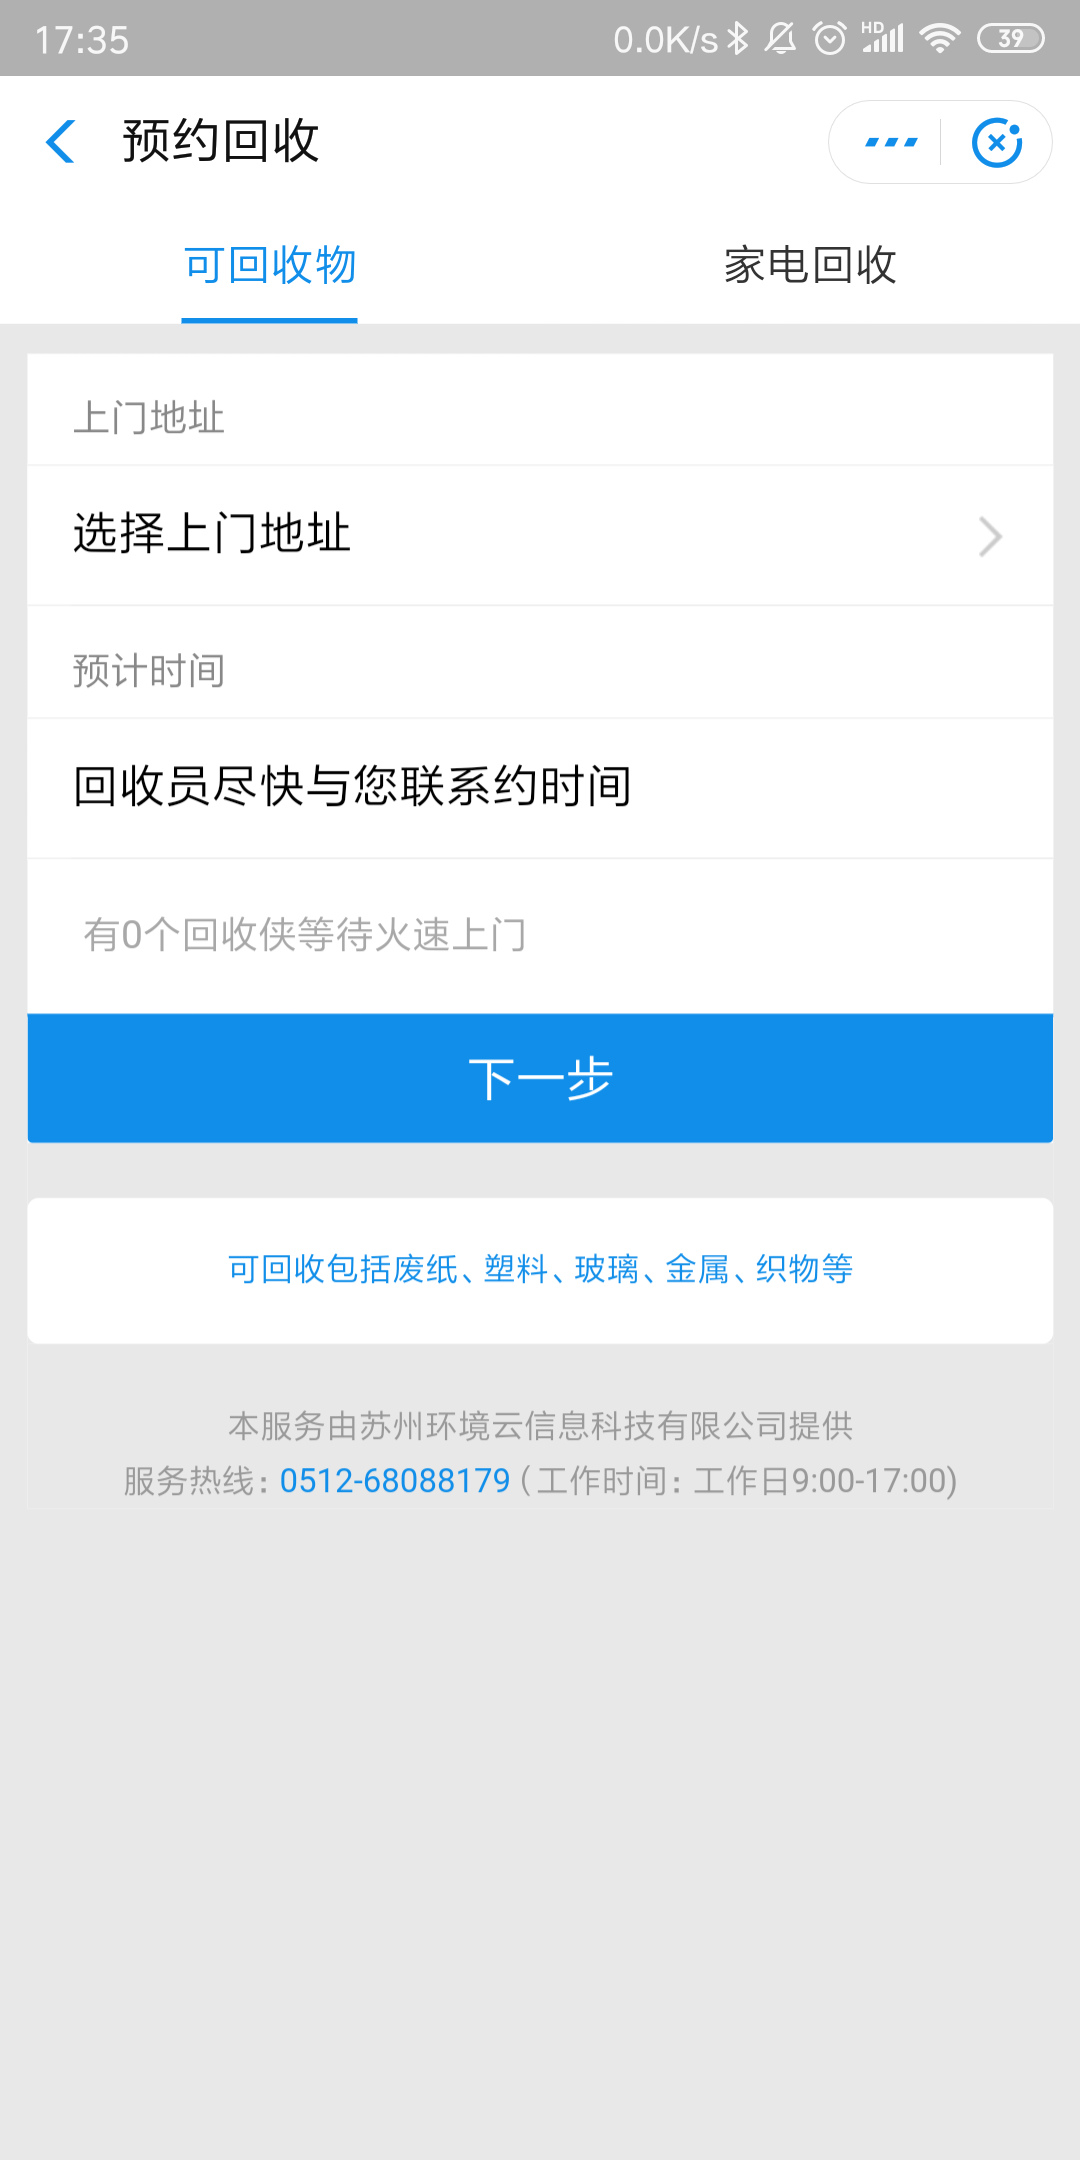 17:35 0.0K/s HD 39
预约回收
可回收物 家电回收
上门地址
选择上门地址
预计时间
回收员尽快与您联系约时间
有0个回收侠等待火速上门
下一步
可回收包括废纸、塑料、玻璃、金属、织物等
本服务由苏州环境云信息科技有限公司提供
服务热线：0512-68088179（工作时间：工作日9:00-17:00)